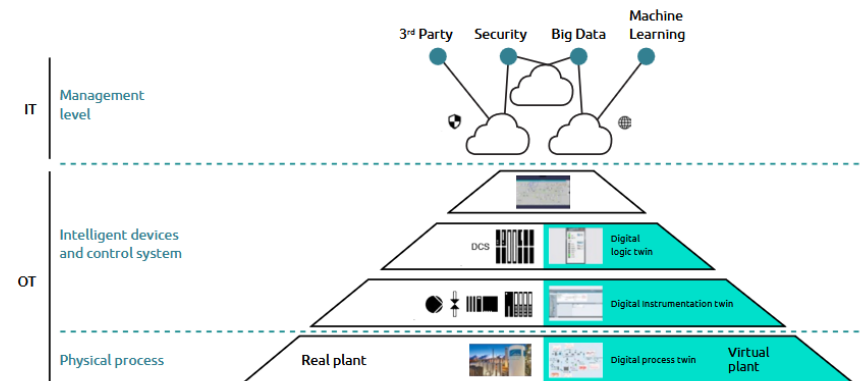 Machine
Learning
3rd Party
Security
Big Data
IT
Management
level
Intelligent devices
and control system
DCS
Digital
logic twin
OT
Digital Instrumentation twin
Physical process
Real plant
Digital process twin
Virtual
plant